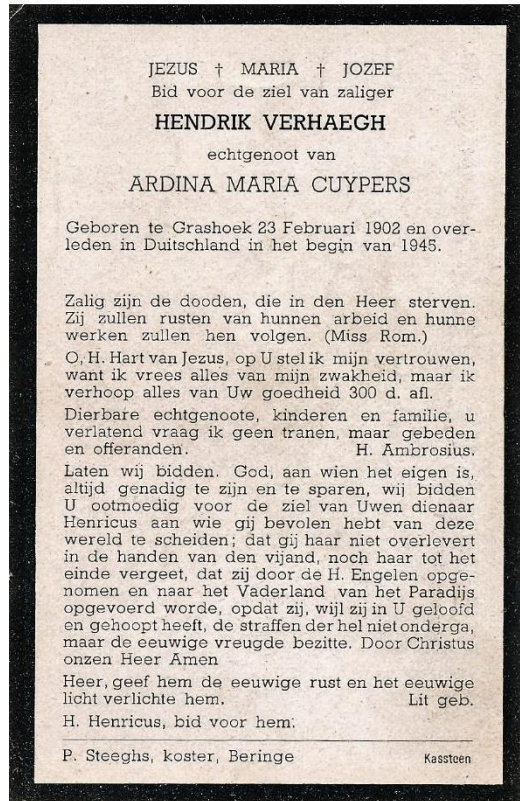 JEZUS † MARIA † JOZEF
Bid voor de ziel van zaliger
HENDRIK VERHAEGH
echtgenoot van
ARDINA MARIA CUYPERS
Geboren te Grashoek 23 Februari 1902 en over-
leden in Duitschland in het begin van 1945.
Zalig zijn de dooden, die in den Heer sterven.
Zij zullen rusten van hunnen arbeid en hunne
werken zullen hen volgen. (Miss Rom.)
O, H. Hart van Jezus, op U stel ik mijn vertrouwen,
want ik vrees alles van mijn zwakheid, maar ik
verhoop alles van Uw goedheid 300 d. afl.
Dierbare echtgenoote, kinderen en familie, u
verlatend vraag ik geen tranen, maar gebeden
en offeranden. H. Ambrosius.
Laten wij bidden. God, aan wien het eigen is,
altijd genadig te zijn en te sparen, wij bidden
U ootmoedig voor de ziel van Uwen dienaar
Henricus aan wie gij bevolen hebt van deze
wereld te scheiden; dat gij haar niet overlevert
in de handen van den vijand, noch haar tot het
einde vergeet, dat zij door de H. Engelen opge-
nomen en naar het Vaderland van het Paradijs
opgevoerd worde, opdat zij, wijl zij in U geloofd
en gehoopt heeft, de straffen der hel niet onderga,
maar de eeuwige vreugde bezitte. Door Christus
onzen Heer Amen
Heer, geef hem de eeuwige rust en het eeuwige
licht verlichte hem. Lit geb.
H. Henricus, bid voor hem.
P. Steeghs, koster, Beringe Kassteen